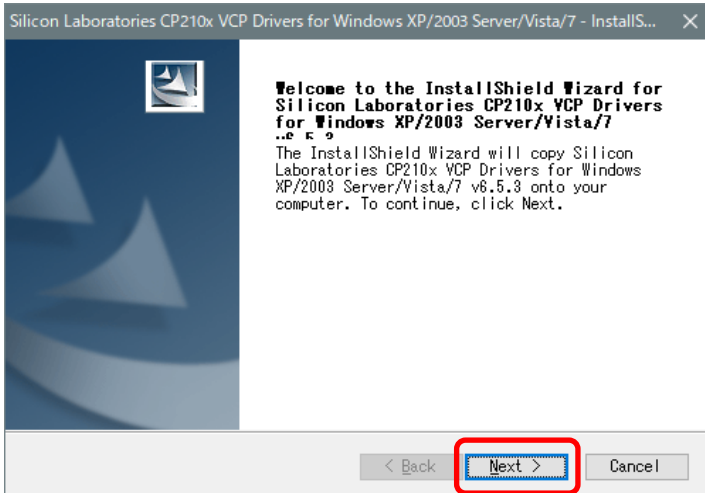 Silicon Laboratories CP210x VCP Drivers for Windows XP/2003 Server/Vista/7 - InstallS...
Welcome to the InstallShield Wizard for
Silicon Laboratories CP210x VCP Drivers
for Windows XP/2003 Server/Vista/7
v6.5.3
The InstallShield Wizard will copy Silicon
Laboratories CP210x VCP Drivers for Windows
XP/2003 Server/Vista/7 v6.5.3 onto your
computer. To continue, click Next.
< Back
Next >
Cancel